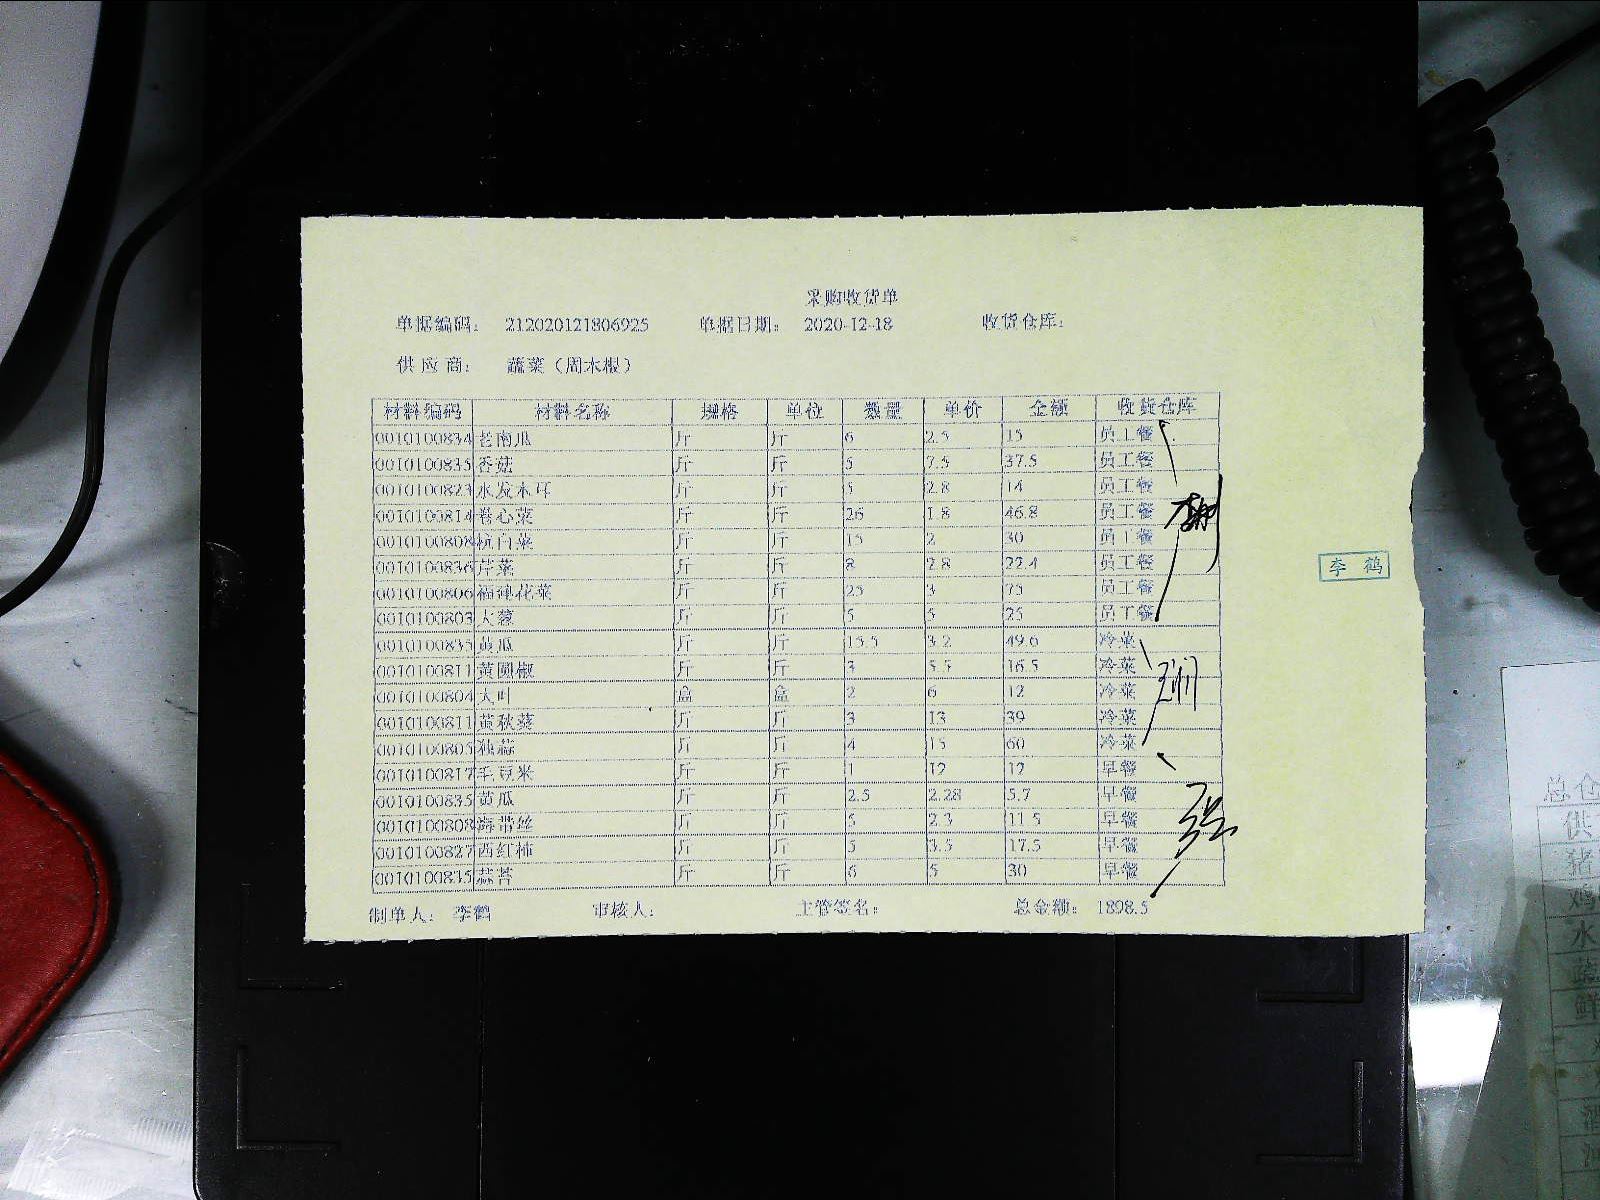 采购收货单
单据编码： 212020121806925 单据日期： 2020-12-18 收货仓库：
供 应 商： 蔬菜（周木根）
材料编码 材料名称 规格 单位 数量 单价 金额 收货仓库
0010100834 老南瓜 斤 斤 6 2.5 15 员工餐
0010100835 香菇 斤 斤 5 7.5 37.5 员工餐
0010100823 水发木耳 斤 斤 5 2.8 14 员工餐
0010100814 卷心菜 斤 斤 26 1.8 46.8 员工餐
0010100808 杭白菜 斤 斤 15 2 30 员工餐
0010100836 芹菜 斤 斤 8 2.8 22.4 员工餐
0010100806 福建花菜 斤 斤 25 3 75 员工餐
0010100803 大葱 斤 斤 5 5 25 员工餐
0010100835 黄瓜 斤 斤 15.5 3.2 49.6 冷菜
0010100811 黄圆椒 斤 斤 3 5.5 16.5 冷菜
0010100804 大叶 盒 盒 2 6 12 冷菜
0010100811 黄秋葵 斤 斤 3 13 39 冷菜
0010100805 独蒜 斤 斤 4 15 60 冷菜
0010100817 毛豆米 斤 斤 1 12 12 早餐
0010100835 黄瓜 斤 斤 2.5 2.28 5.7 早餐
0010100808 海带丝 斤 斤 5 2.3 11.5 早餐
0010100827 西红柿 斤 斤 5 3.5 17.5 早餐
0010100835 蒜苔 斤 斤 6 5 30 早餐
制单人： 李鹤 审核人： 主管签名： 总金额： 1898.5
李 鹤
总仓
供
猪
鸡
水
蔬
鲜